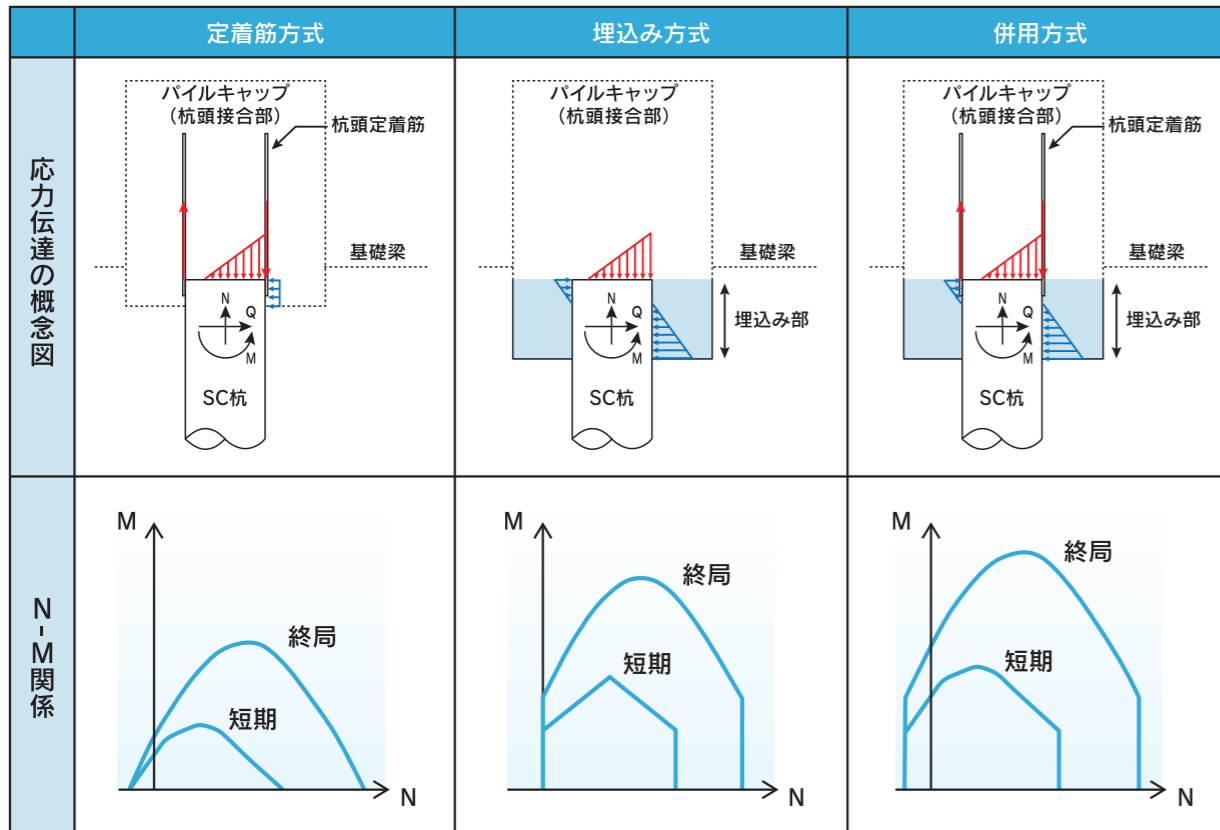 定着筋方式
埋込み方式
併用方式
応力伝達の概念図
パイルキャップ
(杭頭接合部)
杭頭定着筋
基礎梁
N
Q
M
SC杭
パイルキャップ
(杭頭接合部)
基礎梁
埋込み部
N
Q
M
SC杭
パイルキャップ
(杭頭接合部)
杭頭定着筋
基礎梁
埋込み部
N
Q
M
SC杭
N-M関係
M
終局
短期
N
M
終局
短期
N
M
終局
短期
N